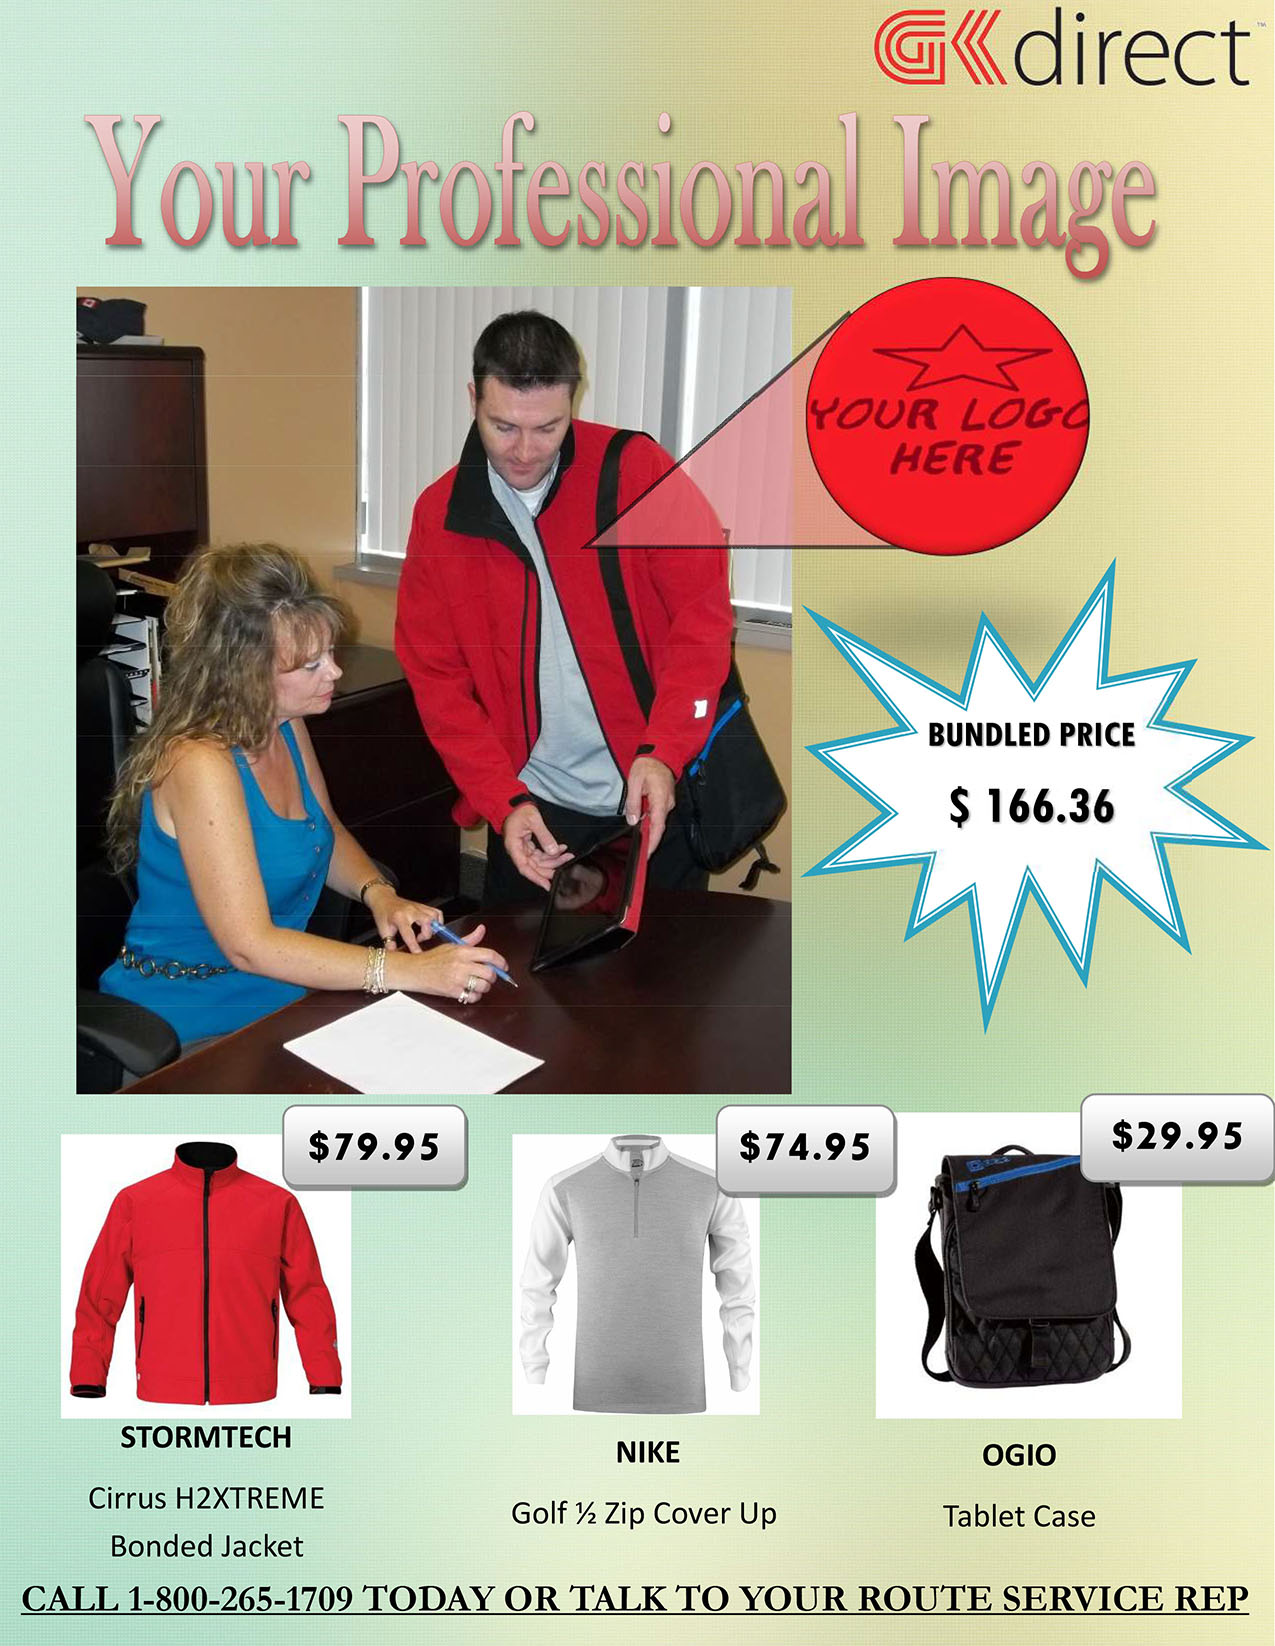 GK direct™
Your Professional Image
YOUR LOGO
HERE
BUNDLED PRICE
$ 166.36
$79.95
$74.95
$29.95
STORMTECH
Cirrus H2XTREME
Bonded Jacket
NIKE
Golf ½ Zip Cover Up
OGIO
Tablet Case
CALL 1-800-265-1709 TODAY OR TALK TO YOUR ROUTE SERVICE REP